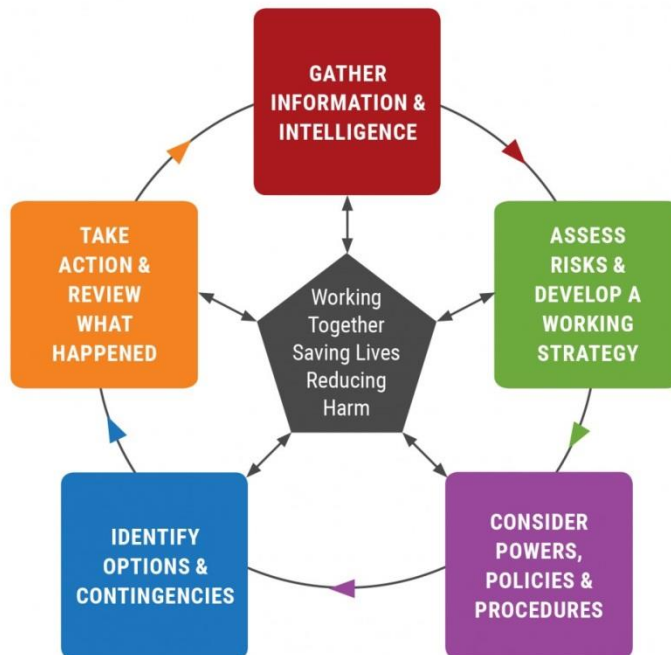 GATHER
INFORMATION &
INTELLIGENCE
ASSESS
RISKS &
DEVELOP A
WORKING
STRATEGY
CONSIDER
POWERS,
POLICIES &
PROCEDURES
IDENTIFY
OPTIONS &
CONTINGENCIES
TAKE
ACTION &
REVIEW
WHAT
HAPPENED
Working
Together
Saving Lives
Reducing
Harm